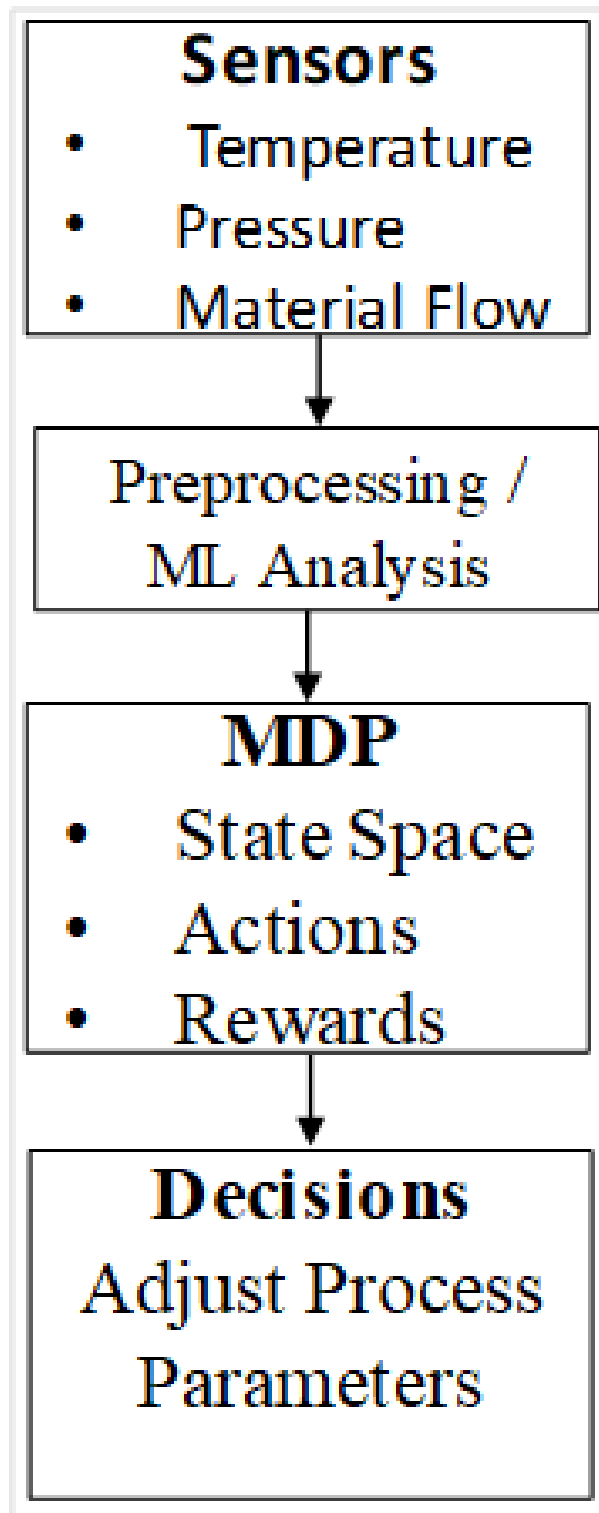 Sensors
• Temperature
• Pressure
• Material Flow
Preprocessing /
ML Analysis
MDP
• State Space
• Actions
• Rewards
Decisions
Adjust Process
Parameters